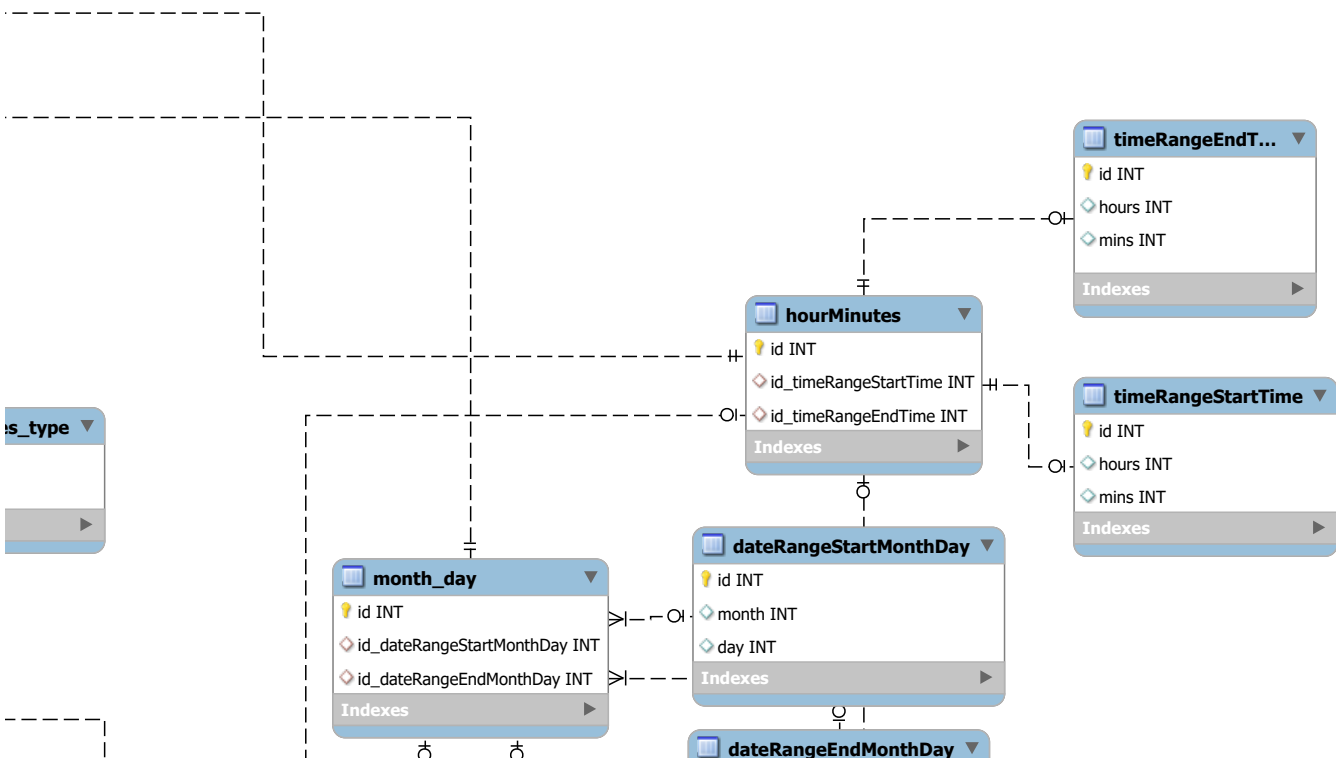 timeRangeEndT...
id INT
hours INT
mins INT
Indexes
hourMinutes
id INT
id_timeRangeStartTime INT
id_timeRangeEndTime INT
Indexes
timeRangeStartTime
id INT
hours INT
mins INT
Indexes
es_type
dateRangeStartMonthDay
id INT
month INT
day INT
Indexes
month_day
id INT
id_dateRangeStartMonthDay INT
id_dateRangeEndMonthDay INT
Indexes
dateRangeEndMonthDay